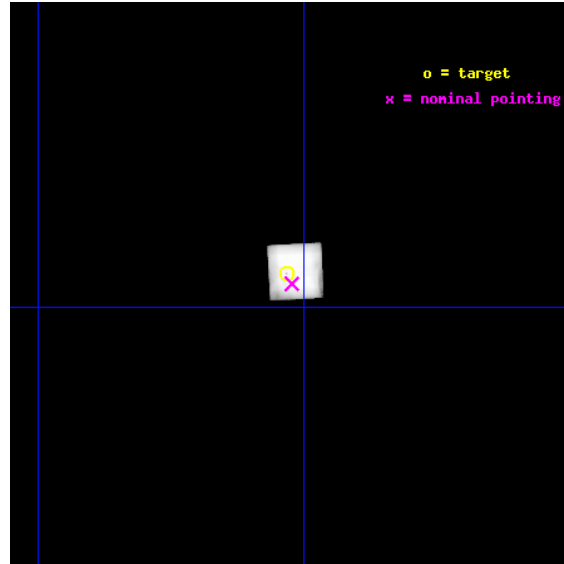 o = target
x = nominal pointing